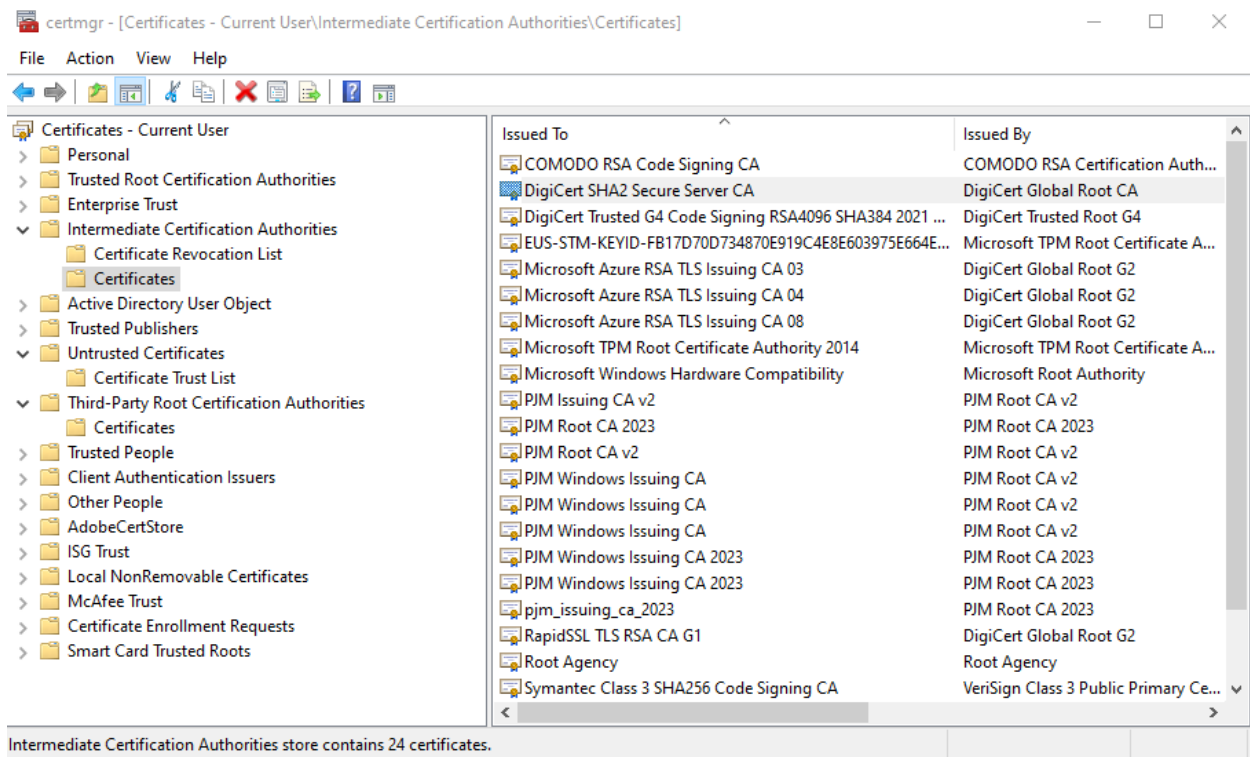 certmgr - [Certificates - Current User\Intermediate Certification Authorities\Certificates]
File Action View Help
Certificates - Current User
Personal
Trusted Root Certification Authorities
Enterprise Trust
Intermediate Certification Authorities
Certificate Revocation List
Certificates
Active Directory User Object
Trusted Publishers
Untrusted Certificates
Certificate Trust List
Third-Party Root Certification Authorities
Certificates
Trusted People
Client Authentication Issuers
Other People
AdobeCertStore
ISG Trust
Local NonRemovable Certificates
McAfee Trust
Certificate Enrollment Requests
Smart Card Trusted Roots
Issued To Issued By
COMODO RSA Code Signing CA COMODO RSA Certification Auth...
DigiCert SHA2 Secure Server CA DigiCert Global Root CA
DigiCert Trusted G4 Code Signing RSA4096 SHA384 2021 ... DigiCert Trusted Root G4
EUS-STM-KEYID-FB17D70D734870E919C4E8E603975E664E... Microsoft TPM Root Certificate A...
Microsoft Azure RSA TLS Issuing CA 03 DigiCert Global Root G2
Microsoft Azure RSA TLS Issuing CA 04 DigiCert Global Root G2
Microsoft Azure RSA TLS Issuing CA 08 DigiCert Global Root G2
Microsoft TPM Root Certificate Authority 2014 Microsoft TPM Root Certificate A...
Microsoft Windows Hardware Compatibility Microsoft Root Authority
PJM Issuing CA v2 PJM Root CA v2
PJM Root CA 2023 PJM Root CA 2023
PJM Root CA v2 PJM Root CA v2
PJM Windows Issuing CA PJM Root CA v2
PJM Windows Issuing CA PJM Root CA v2
PJM Windows Issuing CA PJM Root CA v2
PJM Windows Issuing CA 2023 PJM Root CA 2023
PJM Windows Issuing CA 2023 PJM Root CA 2023
pjm_issuing_ca_2023 PJM Root CA 2023
RapidSSL TLS RSA CA G1 DigiCert Global Root G2
Root Agency Root Agency
Symantec Class 3 SHA256 Code Signing CA VeriSign Class 3 Public Primary Ce...
Intermediate Certification Authorities store contains 24 certificates.